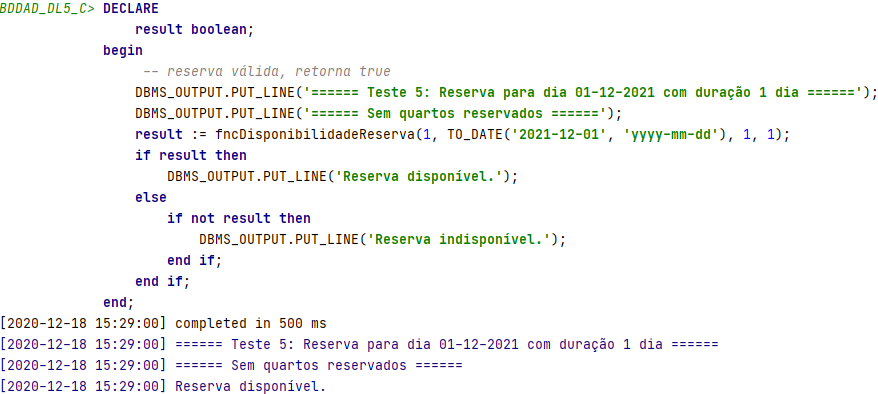 BDDAD_DL5_C> DECLARE
result boolean;
begin
-- reserva válida, retorna true
DBMS_OUTPUT.PUT_LINE('====== Teste 5: Reserva para dia 01-12-2021 com duração 1 dia ======');
DBMS_OUTPUT.PUT_LINE('====== Sem quartos reservados ======');
result := fncDisponibilidadeReserva(1, TO_DATE('2021-12-01', 'yyyy-mm-dd'), 1, 1);
if result then
DBMS_OUTPUT.PUT_LINE('Reserva disponível.');
else
if not result then
DBMS_OUTPUT.PUT_LINE('Reserva indisponível.');
end if;
end if;
end;
[2020-12-18 15:29:00] completed in 500 ms
[2020-12-18 15:29:00] ====== Teste 5: Reserva para dia 01-12-2021 com duração 1 dia ======
[2020-12-18 15:29:00] ====== Sem quartos reservados ======
[2020-12-18 15:29:00] Reserva disponível.